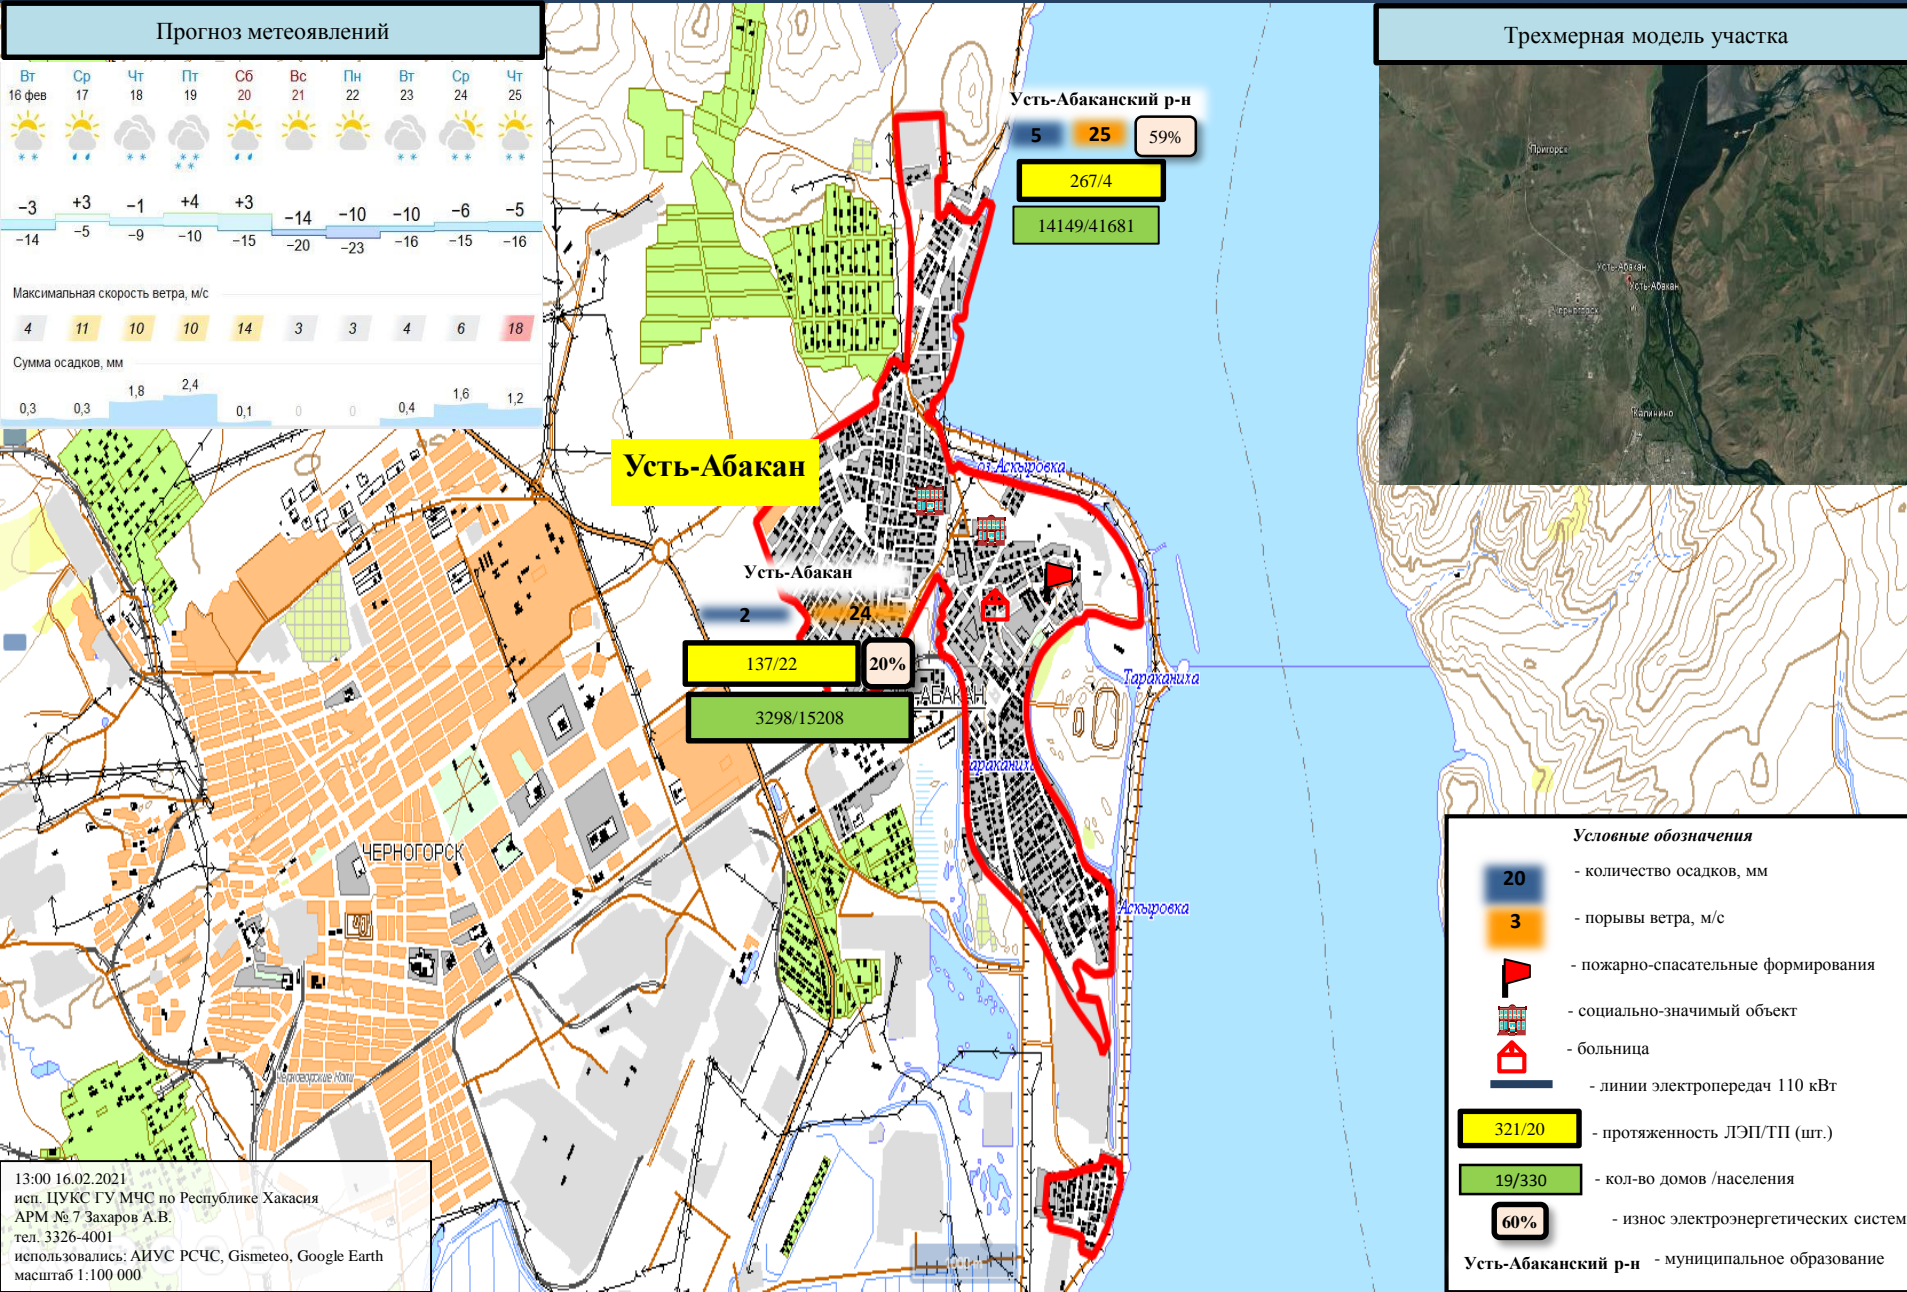 Прогноз метеоявлений
Вт Ср Чт Пт Сб Вс Пн Вт Ср Чт
16 фев 17 18 19 20 21 22 23 24 25
−3 +3 −1 +4 +3 −14 −10 −10 −6 −5
−14 −5 −9 −10 −15 −20 −23 −16 −15 −16
Максимальная скорость ветра, м/с
4 11 10 10 14 3 3 4 6 18
Сумма осадков, мм
0,3 0,3 1,8 2,4 0,1 0 0 0,4 1,6 1,2
Усть-Абаканский р-н
5 25 59%
267/4
14149/41681
Трехмерная модель участка
Пригорск
Усть-Абакан
Усть-Абакан
Калинино
Усть-Абакан
оз Аскыровка
Усть-Абакан
2 24
137/22 20%
3298/15208
-АБАКАН
Тараканиха
Аскыровка
ЧЕРНОГОРСК
Черногорские Копи
Условные обозначения
20 - количество осадков, мм
3 - порывы ветра, м/с
- пожарно-спасательные формирования
- социально-значимый объект
- больница
- линии электропередач 110 кВт
321/20 - протяженность ЛЭП/ТП (шт.)
19/330 - кол-во домов /населения
60% - износ электроэнергетических систем
Усть-Абаканский р-н - муниципальное образование
13:00 16.02.2021
исп. ЦУКС ГУ МЧС по Республике Хакасия
АРМ № 7 Захаров А.В.
тел. 3326-4001
использовались: АИУС РСЧС, Gismeteo, Google Earth
масштаб 1:100 000